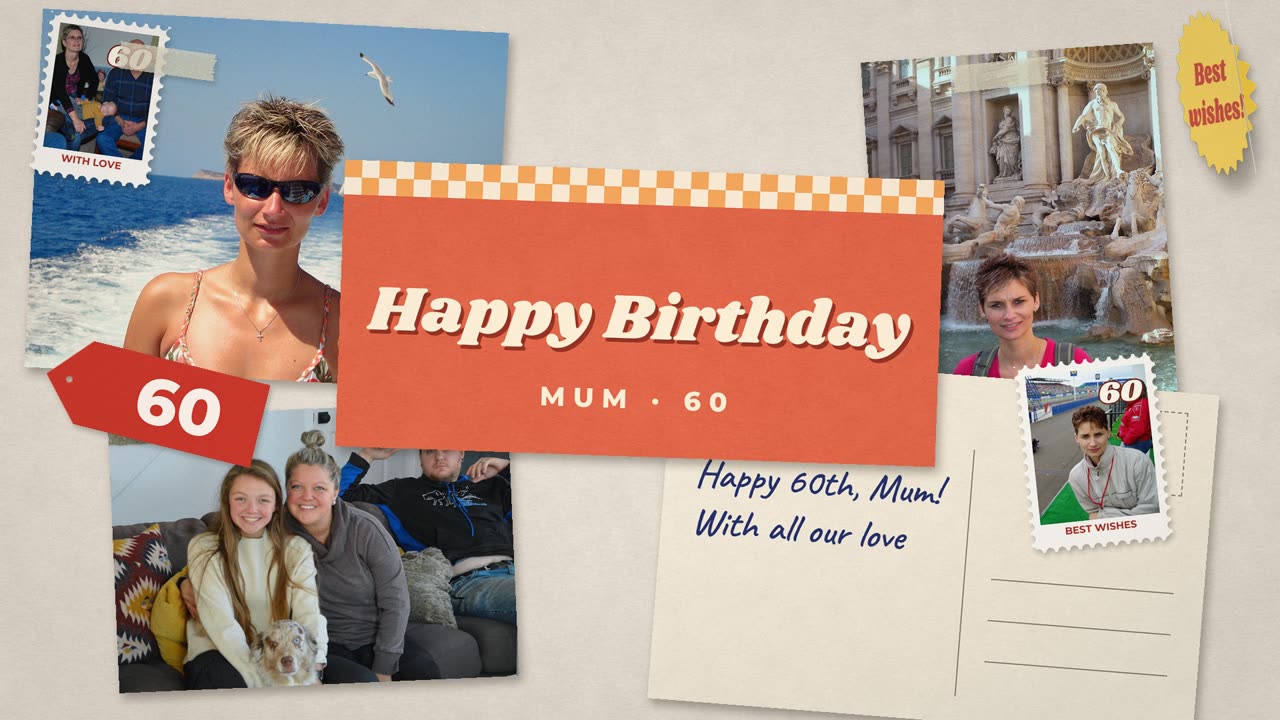 60
WITH LOVE
Best
wishes!
Happy Birthday
MUM · 60
60
60
BEST WISHES
Happy 60th, Mum!
With all our love